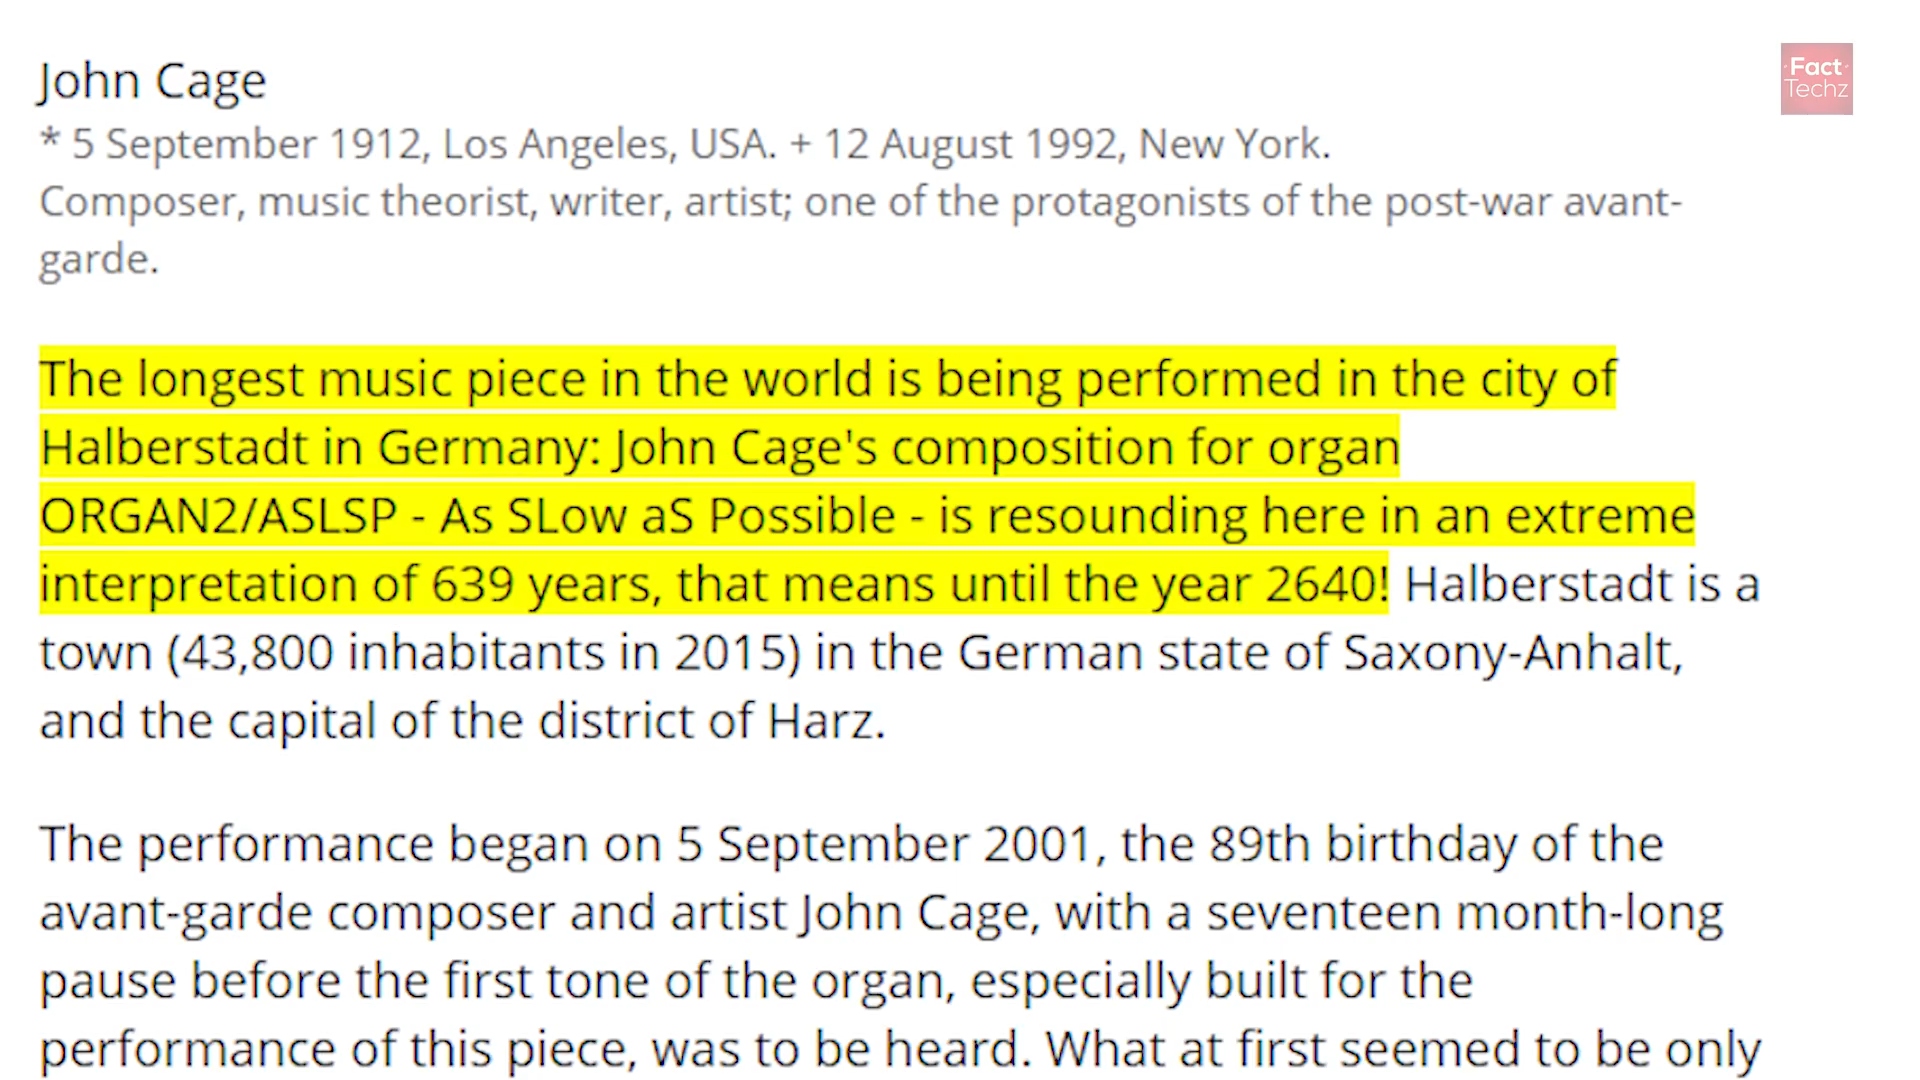 John Cage
* 5 September 1912, Los Angeles, USA. + 12 August 1992, New York.
Composer, music theorist, writer, artist; one of the protagonists of the post-war avant-
garde.
The longest music piece in the world is being performed in the city of
Halberstadt in Germany: John Cage's composition for organ
ORGAN2/ASLSP - As SLow aS Possible - is resounding here in an extreme
interpretation of 639 years, that means until the year 2640! Halberstadt is a
town (43,800 inhabitants in 2015) in the German state of Saxony-Anhalt,
and the capital of the district of Harz.
The performance began on 5 September 2001, the 89th birthday of the
avant-garde composer and artist John Cage, with a seventeen month-long
pause before the first tone of the organ, especially built for the
performance of this piece, was to be heard. What at first seemed to be only
Fact
Techz